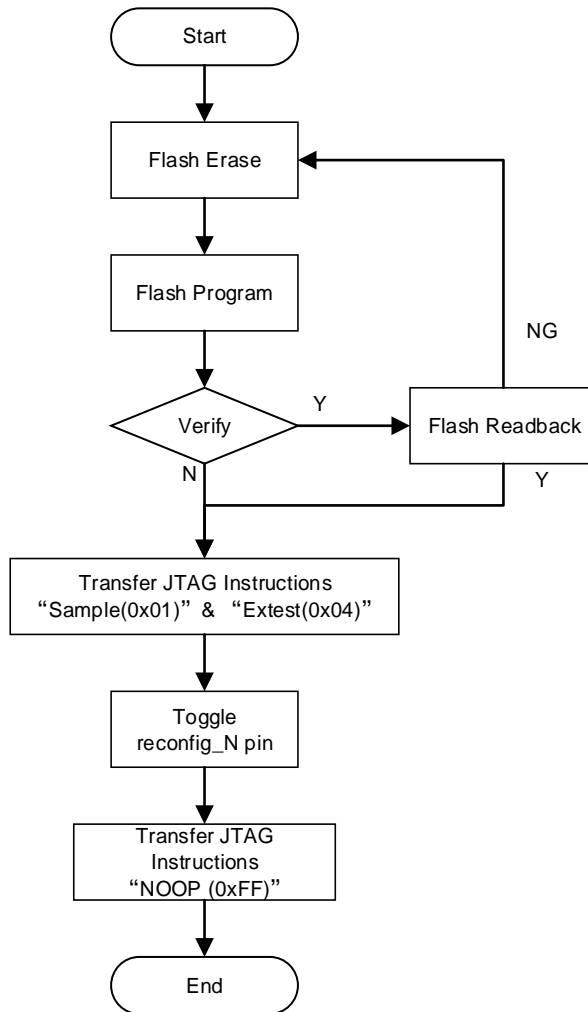 Start
Flash Erase
Flash Program
NG
Verify
Y
Flash Readback
N
Y
Transfer JTAG Instructions
“Sample(0x01)” & “Extest(0x04)”
Toggle
reconfig_N pin
Transfer JTAG
Instructions
“NOOP (0xFF)”
End